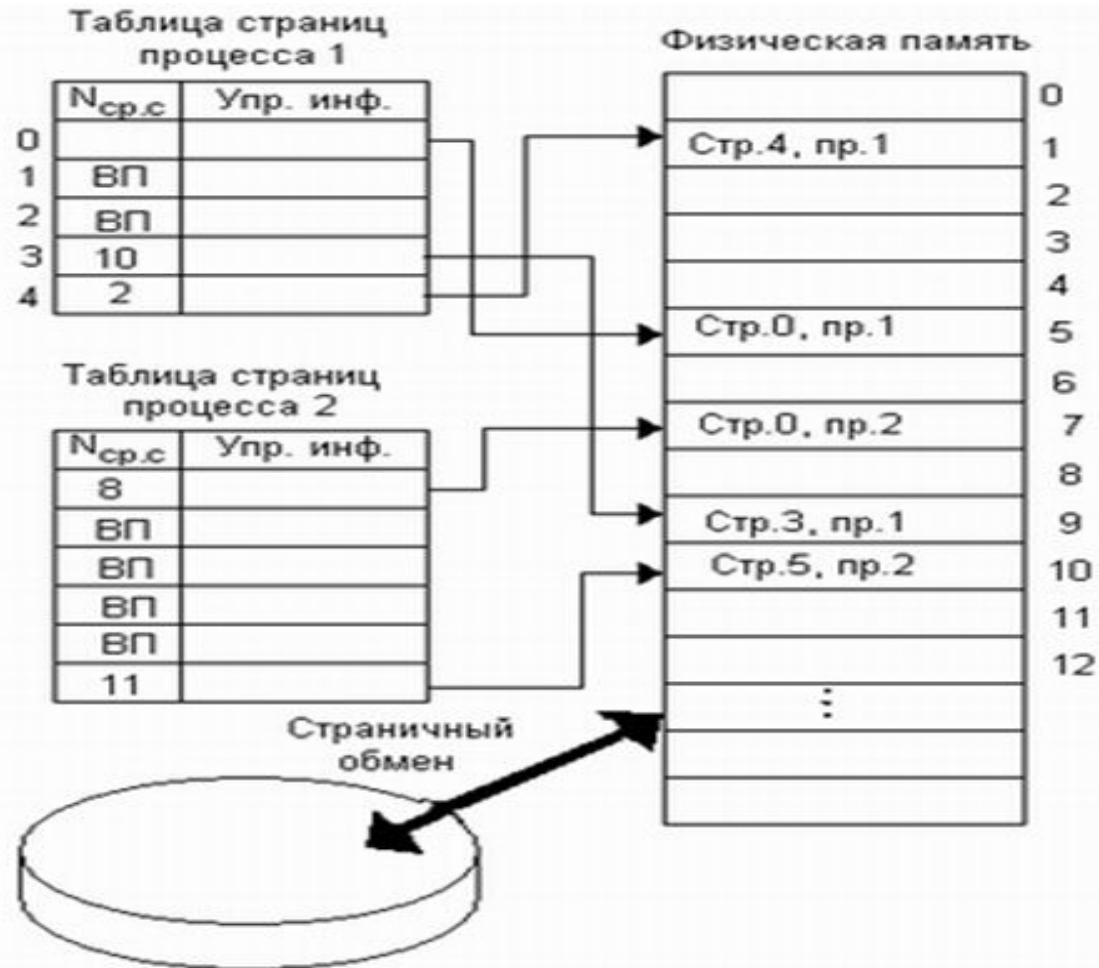 Таблица страниц
процесса 1
Nср.с Упр. инф.
0
1 ВП
2 ВП
3 10
4 2
Таблица страниц
процесса 2
Nср.с Упр. инф.
8
ВП
ВП
ВП
ВП
11
Страничный
обмен
Физическая память
0
Стр.4, пр.1 1
2
3
4
Стр.0, пр.1 5
6
Стр.0, пр.2 7
8
Стр.3, пр.1 9
Стр.5, пр.2 10
11
12